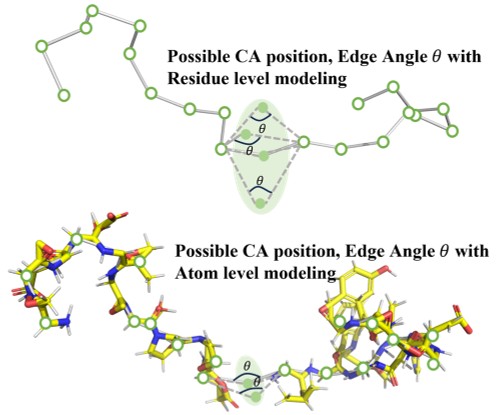 Possible CA position, Edge Angle θ with
Residue level modeling
θ
θ
θ
Possible CA position, Edge Angle θ with
Atom level modeling
θ
θ